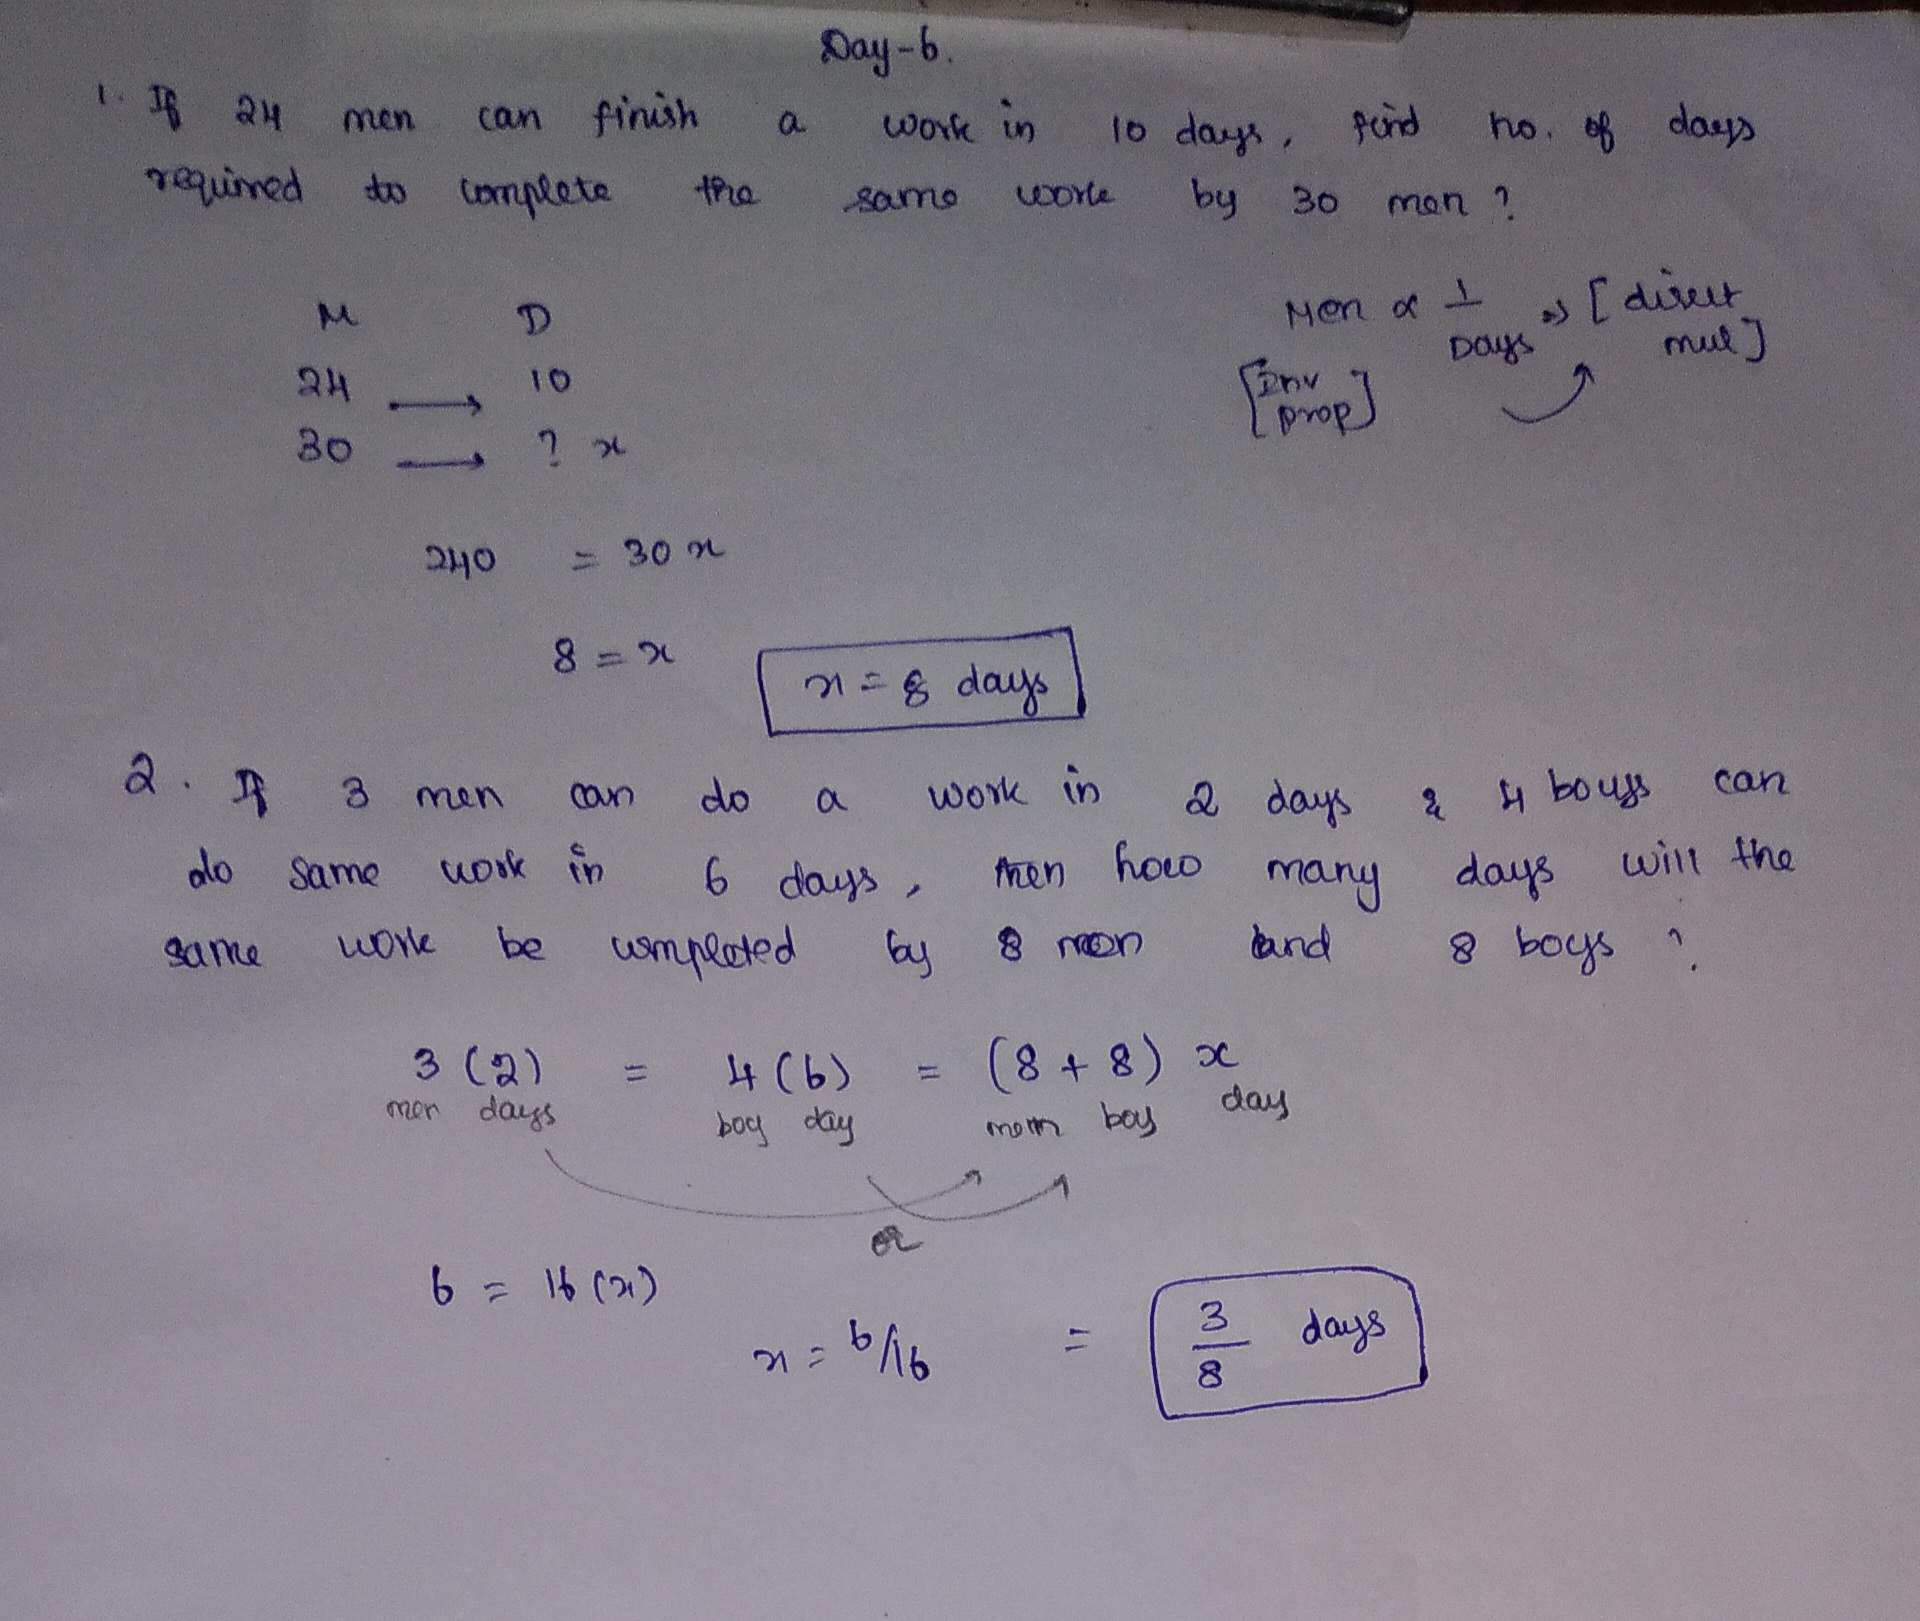 Day-6.
1. If 24 men can finish a work in 10 days, find no. of days
required to complete the same work by 30 men ?
M D
24 → 10
30 → ? x
Men ∝ 1/Days ⇒ [direct mul]
[Inv prop]
240 = 30 x
8 = x
x = 8 days
2. If 3 men can do a work in 2 days & 4 boys can
do same work in 6 days, then how many days will the
same work be completed by 8 men and 8 boys ?
3 (2) = 4 (6) = (8 + 8) x
men days boy day boy day
or
6 = 16 (x)
x = 6/16 = 3/8 days